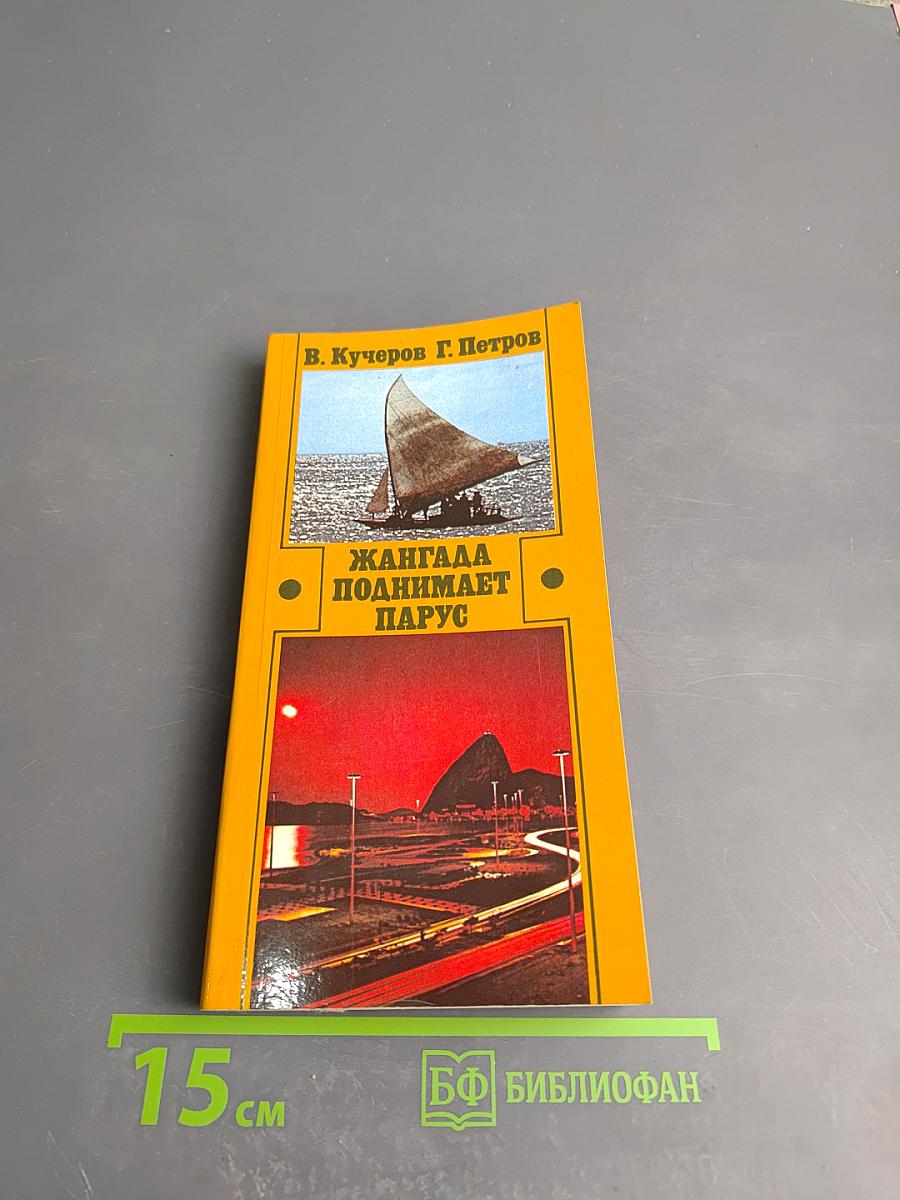 В. Кучеров Г. Петров
ЖАНГАДА
ПОДНИМАЕТ
ПАРУС
15 см
БФ БИБЛИОФАН